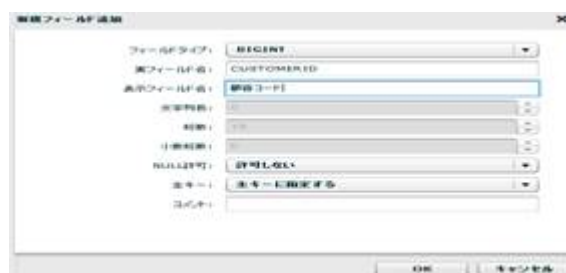 新規フィールド追加
フィールドタイプ: BIGINT
実フィールド名: CUSTOMERID
表示フィールド名: 顧客コード
文字列長: 0
桁数: 19
小数桁数: 0
NULL許可: 許可しない
主キー: 主キーに指定する
コメント:
OK キャンセル